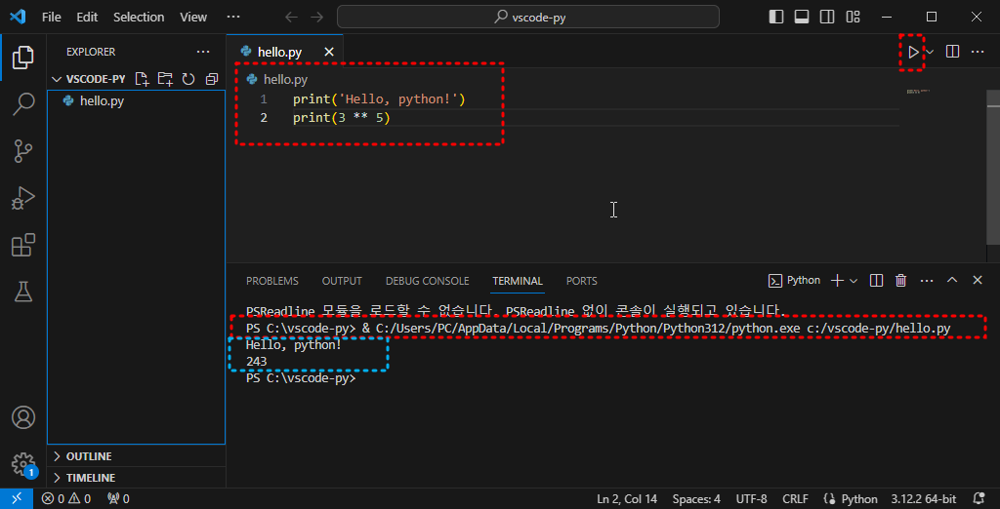 File Edit Selection View ···
vscode-py
EXPLORER ···
VSCODE-PY
hello.py
hello.py
hello.py
1 print('Hello, python!')
2 print(3 ** 5)
PROBLEMS OUTPUT DEBUG CONSOLE TERMINAL PORTS
Python
PSReadline 모듈을 로드할 수 없습니다. PSReadline 없이 콘솔이 실행되고 있습니다.
PS C:\vscode-py> & C:/Users/PC/AppData/Local/Programs/Python/Python312/python.exe c:/vscode-py/hello.py
Hello, python!
243
PS C:\vscode-py>
OUTLINE
TIMELINE
1
0 0 0 Ln 2, Col 14 Spaces: 4 UTF-8 CRLF Python 3.12.2 64-bit